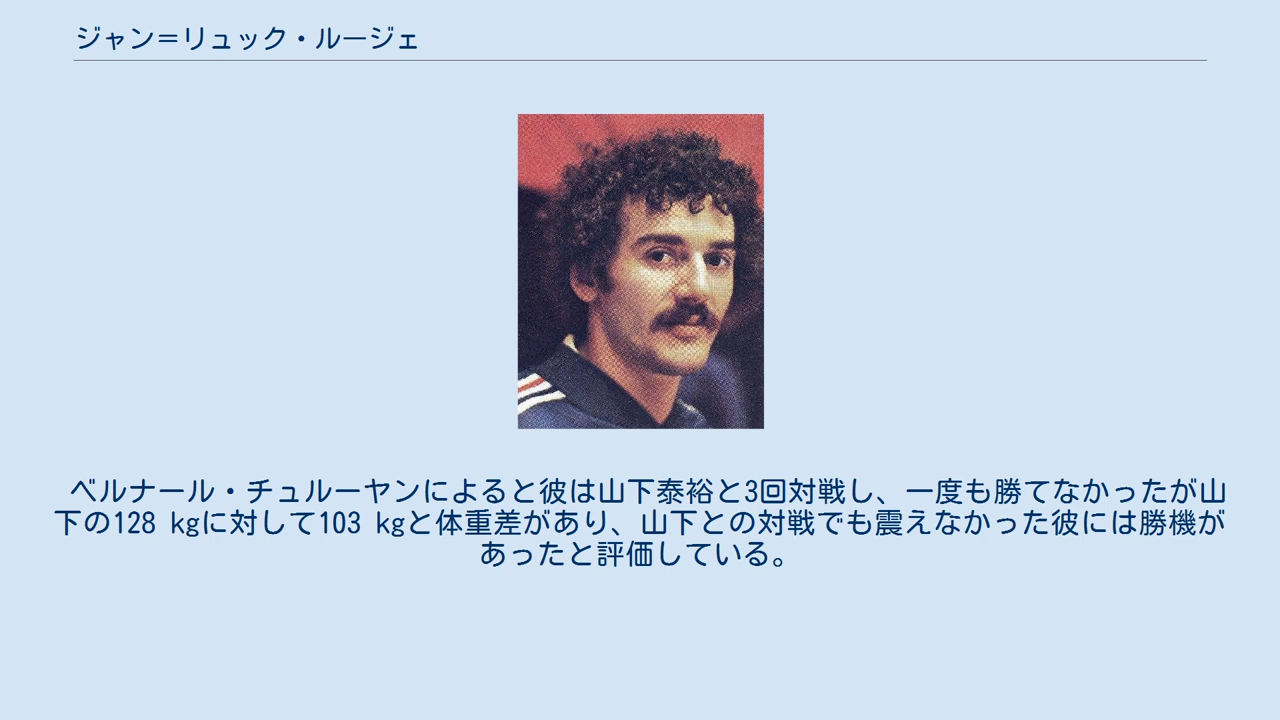 ジャン＝リュック・ルージェ
ベルナール・チュルーヤンによると彼は山下泰裕と3回対戦し、一度も勝てなかったが山
下の128 kgに対して103 kgと体重差があり、山下との対戦でも震えなかった彼には勝機が
あったと評価している。